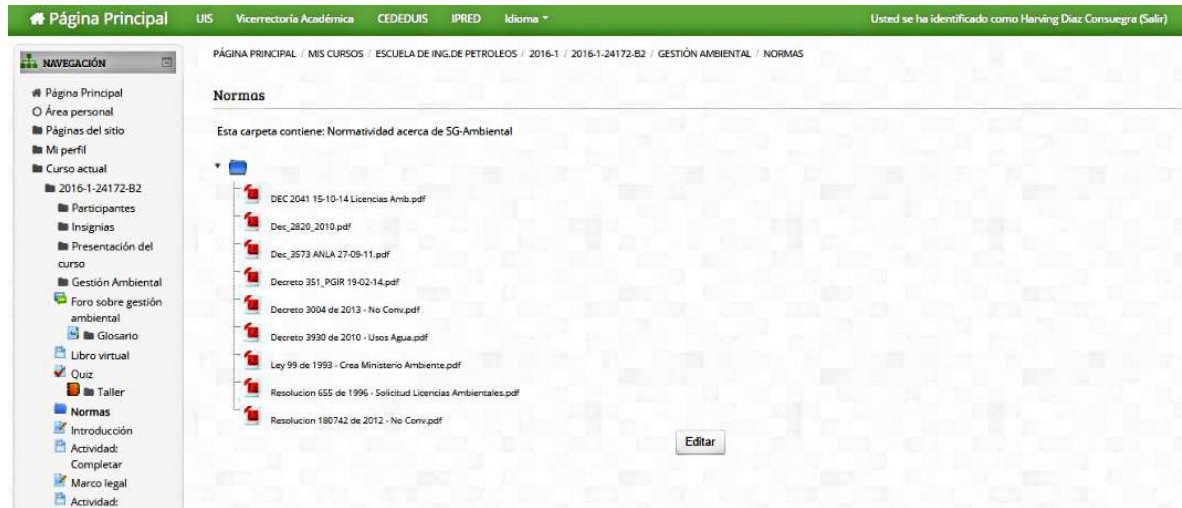 Página Principal UIS Vicerrectoría Académica CEDEDUIS IPRED Idioma Usted se ha identificado como Harving Diaz Consuegra (Salir)
NAVEGACIÓN
Página Principal
Área personal
Páginas del sitio
Mi perfil
Curso actual
2016-1-24172-B2
Participantes
Insignias
Presentación del
curso
Gestión Ambiental
Foro sobre gestión
ambiental
Glosario
Libro virtual
Quiz
Taller
Normas
Introducción
Actividad:
Completar
Marco legal
Actividad:
PÁGINA PRINCIPAL / MIS CURSOS / ESCUELA DE ING.DE PETROLEOS / 2016-1 / 2016-1-24172-B2 / GESTIÓN AMBIENTAL / NORMAS
Normas
Esta carpeta contiene: Normatividad acerca de SG-Ambiental
DEC 2041 15-10-14 Licencias Amb.pdf
Dec_2820_2010.pdf
Dec_3573 ANLA 27-09-11.pdf
Decreto 351_PGIR 19-02-14.pdf
Decreto 3004 de 2013 - No Conv.pdf
Decreto 3930 de 2010 - Usos Agua.pdf
Ley 99 de 1993 - Crea Ministerio Ambiente.pdf
Resolucion 655 de 1996 - Solicitud Licencias Ambientales.pdf
Resolucion 180742 de 2012 - No Conv.pdf
Editar